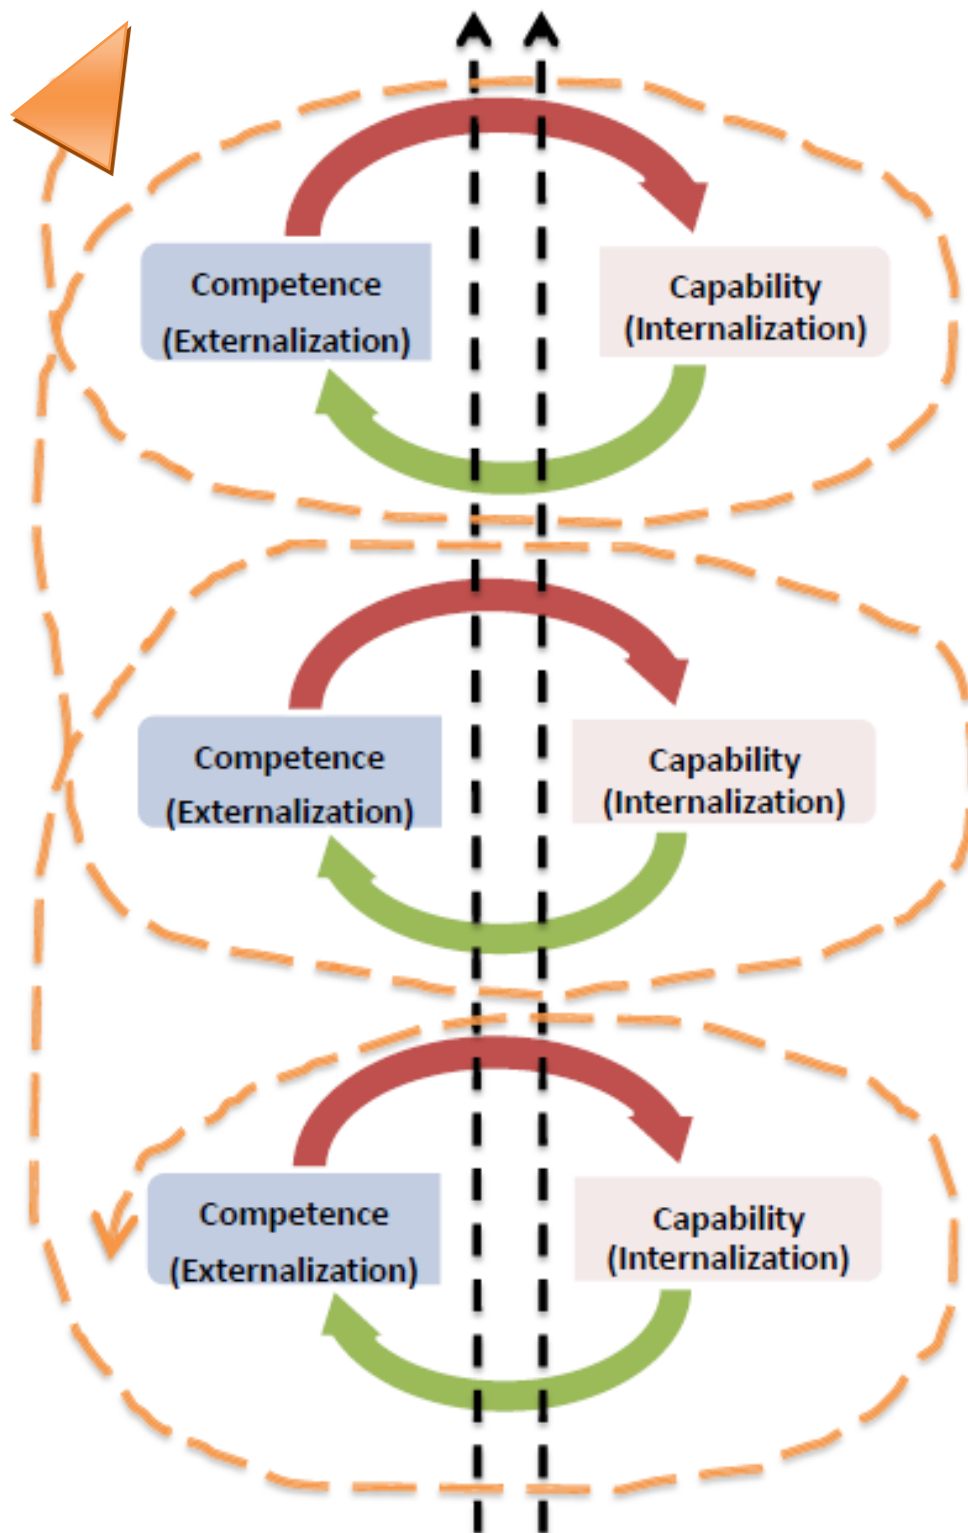 Competence
(Externalization)
Capability
(Internalization)
Competence
(Externalization)
Capability
(Internalization)
Competence
(Externalization)
Capability
(Internalization)